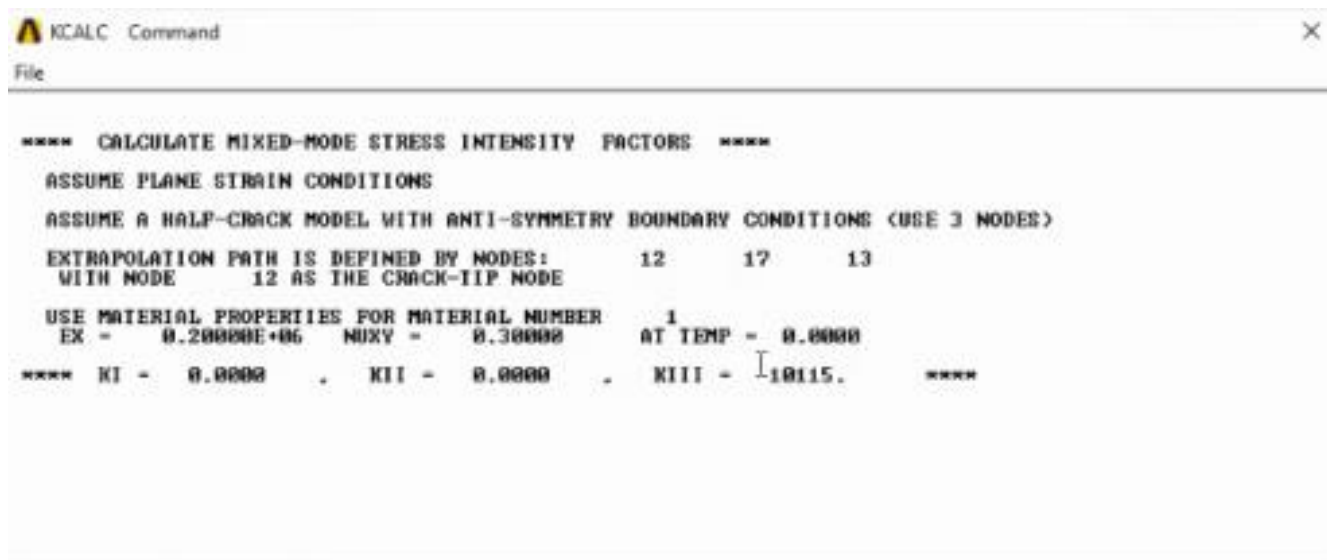 KCALC Command
File
**** CALCULATE MIXED-MODE STRESS INTENSITY FACTORS ****
ASSUME PLANE STRAIN CONDITIONS
ASSUME A HALF-CRACK MODEL WITH ANTI-SYMMETRY BOUNDARY CONDITIONS (USE 3 NODES)
EXTRAPOLATION PATH IS DEFINED BY NODES: 12 17 13
WITH NODE 12 AS THE CRACK-TIP NODE
USE MATERIAL PROPERTIES FOR MATERIAL NUMBER 1
EX = 0.20000E+06 NUXY = 0.30000 AT TEMP = 0.0000
**** KI = 0.0000 , KII = 0.0000 , KIII = -10115. ****